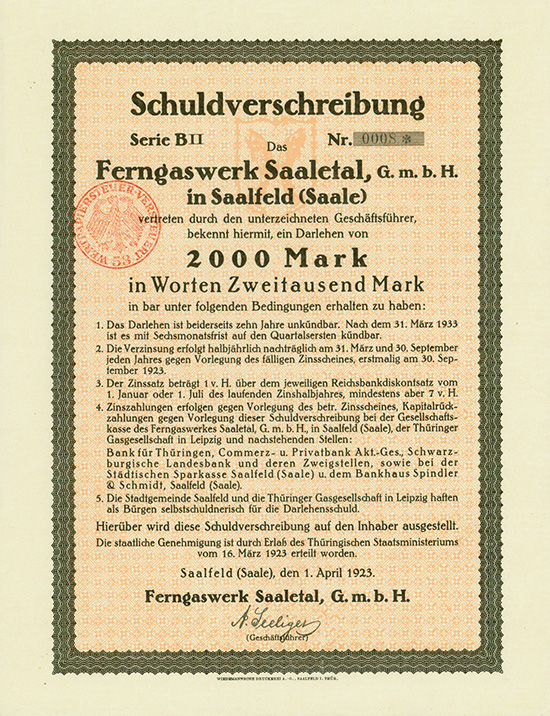 Schuldverschreibung
Serie BII Nr. 0008 *
Das
Ferngaswerk Saaletal, G. m. b. H.
in Saalfeld (Saale)
WERTPAPIERSTEUER-VERSTEUERT
53
vertreten durch den unterzeichneten Geschäftsführer,
bekennt hiermit, ein Darlehen von
2000 Mark
in Worten Zweitausend Mark
in bar unter folgenden Bedingungen erhalten zu haben:
1. Das Darlehen ist beiderseits zehn Jahre unkündbar. Nach dem 31. März 1933
ist es mit Sechsmonatsfrist auf den Quartalsersten kündbar.
2. Die Verzinsung erfolgt halbjährlich nachträglich am 31. März und 30. September
jeden Jahres gegen Vorlegung des fälligen Zinsscheines, erstmalig am 30. Sep-
tember 1923.
3. Der Zinssatz beträgt 1 v. H. über dem jeweiligen Reichsbankdiskontsatz vom
1. Januar oder 1. Juli des laufenden Zinshalbjahres, mindestens aber 7 v. H.
4. Zinszahlungen erfolgen gegen Vorlegung des betr. Zinsscheines, Kapitalrück-
zahlungen gegen Vorlegung dieser Schuldverschreibung bei der Gesellschafts-
kasse des Ferngaswerkes Saaletal, G. m. b. H., in Saalfeld (Saale), der Thüringer
Gasgesellschaft in Leipzig und nachstehenden Stellen:
Bank für Thüringen, Commerz- u. Privatbank Akt.-Ges., Schwarz-
burgische Landesbank und deren Zweigstellen, sowie bei der
Städtischen Sparkasse Saalfeld (Saale) u. dem Bankhaus Spindler
& Schmidt, Saalfeld (Saale).
5. Die Stadtgemeinde Saalfeld und die Thüringer Gasgesellschaft in Leipzig haften
als Bürgen selbstschuldnerisch für die Darlehensschuld.
Hierüber wird diese Schuldverschreibung auf den Inhaber ausgestellt.
Die staatliche Genehmigung ist durch Erlaß des Thüringischen Staatsministeriums
vom 16. März 1923 erteilt worden.
Saalfeld (Saale), den 1. April 1923.
Ferngaswerk Saaletal, G. m. b. H.
A. Seeliger
(Geschäftsführer)
WIEDEMANNSCHE DRUCKEREI A.-G., SAALFELD I. THÜR.